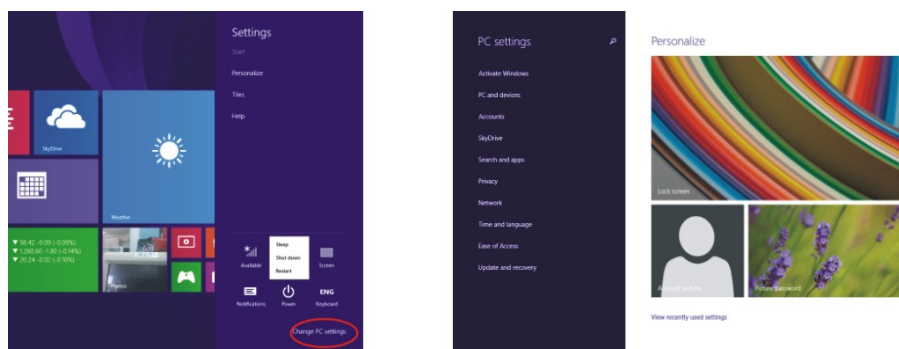 Settings
Start
Personalize
Tiles
Help
SkyDrive
Weather
Photos
Available
Sleep
Shut down
Restart
Screen
Notifications
Power
ENG
Keyboard
Change PC settings
PC settings
Activate Windows
PC and devices
Accounts
SkyDrive
Search and apps
Privacy
Network
Time and language
Ease of Access
Update and recovery
Personalize
Lock screen
Account picture
Picture password
View recently used settings